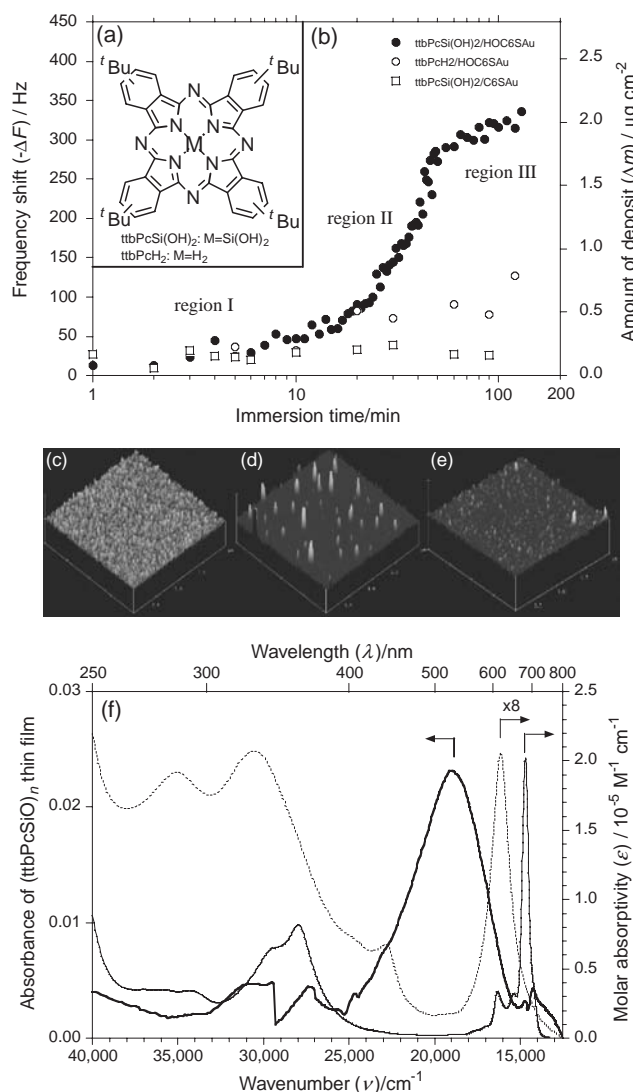 (a)
(b)
tBu
tBu
N
N
N
N
N
M
N
N
N
tBu
tBu
ttbPcSi(OH)2: M=Si(OH)2
ttbPcH2: M=H2
ttbPcSi(OH)2/HOC6SAu
ttbPcH2/HOC6SAu
ttbPcSi(OH)2/C6SAu
region I
region II
region III
Frequency shift (-ΔF) / Hz
450
400
350
300
450
200
150
100
50
0
Amount of deposit (Δm) / μg cm-2
2.5
2.0
1.5
1.0
0.5
0.0
1
10
100
200
Immersion time/min
(c)
(d)
(e)
Wavelength (λ)/nm
250
300
400
500
600
700
800
(f)
x8
Absorbance of (ttbPcSiO)n thin film
0.03
0.02
0.01
0.00
Molar absorptivity (ε) / 10-5 M-1 cm-1
2.5
2.0
1.5
1.0
0.5
0.0
40,000
35,000
30,000
25,000
20,000
15,000
Wavenumber (ν)/cm-1